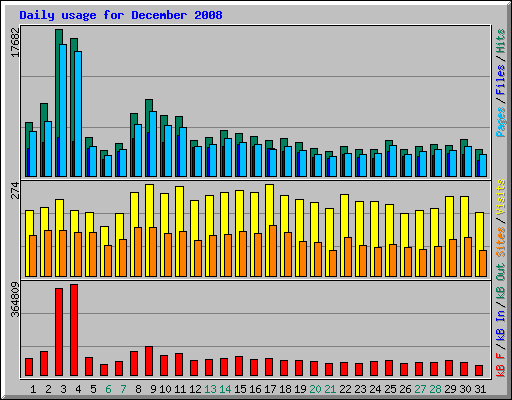 Daily usage for December 2008
17682
Pages / Files / Hits
274
Sites / Visits
364809
kB F / kB In / kB Out
1 2 3 4 5 6 7 8 9 10 11 12 13 14 15 16 17 18 19 20 21 22 23 24 25 26 27 28 29 30 31